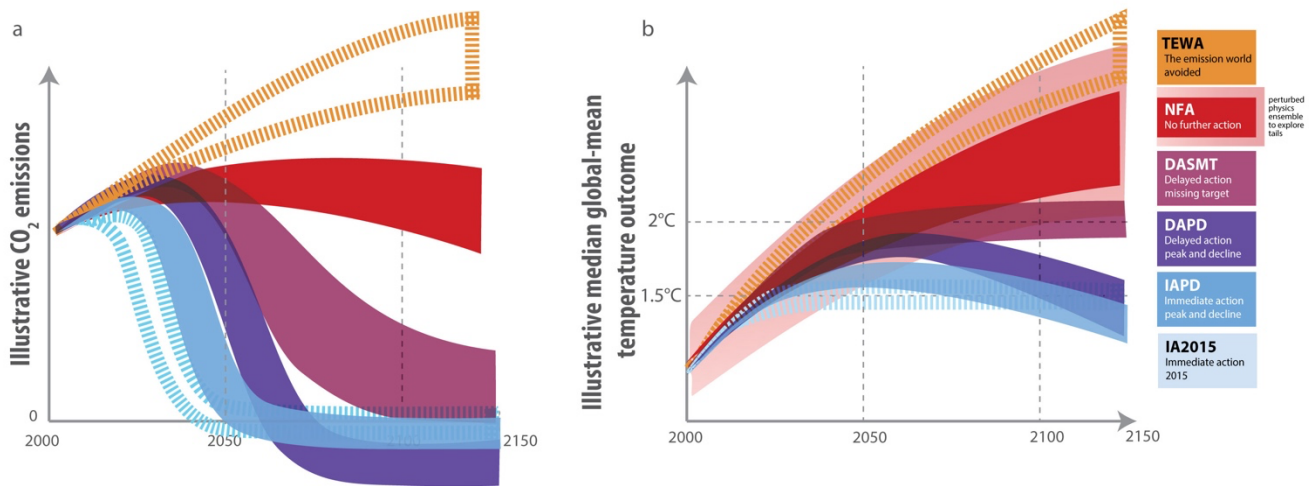 a
Illustrative CO₂ emissions
0
2000
2050
2150
b
Illustrative median global-mean
temperature outcome
2°C
1.5°C
2000
2050
2100
2150
TEWA
The emission world
avoided
NFA
No further action
perturbed
physics
ensemble
to explore
tails
DASMT
Delayed action
missing target
DAPD
Delayed action
peak and decline
IAPD
Immediate action
peak and decline
IA2015
Immediate action
2015